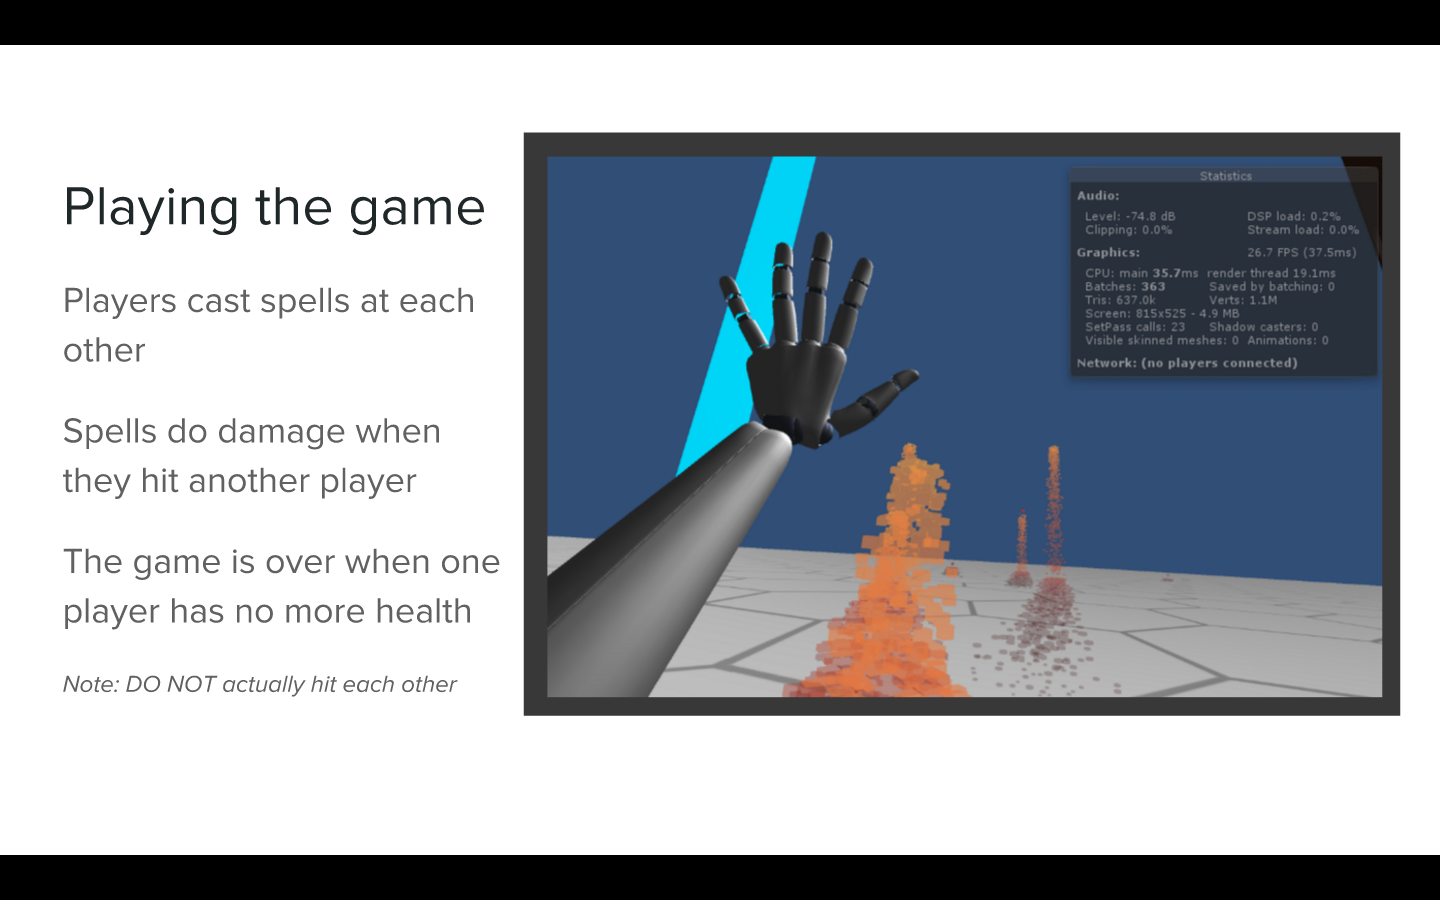 Playing the game
Players cast spells at each
other
Spells do damage when
they hit another player
The game is over when one
player has no more health
Note: DO NOT actually hit each other
Statistics
Audio:
Level: -74.8 dB DSP load: 0.2%
Clipping: 0.0% Stream load: 0.0%
Graphics: 26.7 FPS (37.5ms)
CPU: main 35.7ms render thread 19.1ms
Batches: 363 Saved by batching: 0
Tris: 637.0k Verts: 1.1M
Screen: 815x525 - 4.9 MB
SetPass calls: 23 Shadow casters: 0
Visible skinned meshes: 0 Animations: 0
Network: (no players connected)